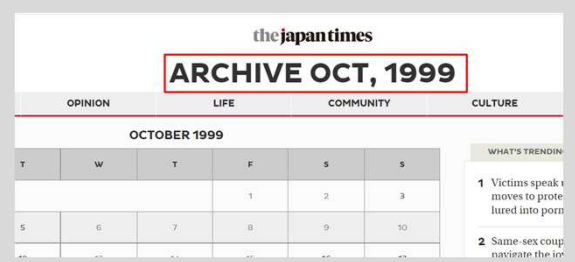 the japan times
ARCHIVE OCT, 1999
OPINION LIFE COMMUNITY CULTURE
OCTOBER 1999
WHAT'S TRENDIN
T W T F S S
1 2 3
1 Victims speak
moves to prote
lured into porn
5 6 7 8 9 10
2 Same-sex coup
navigate the